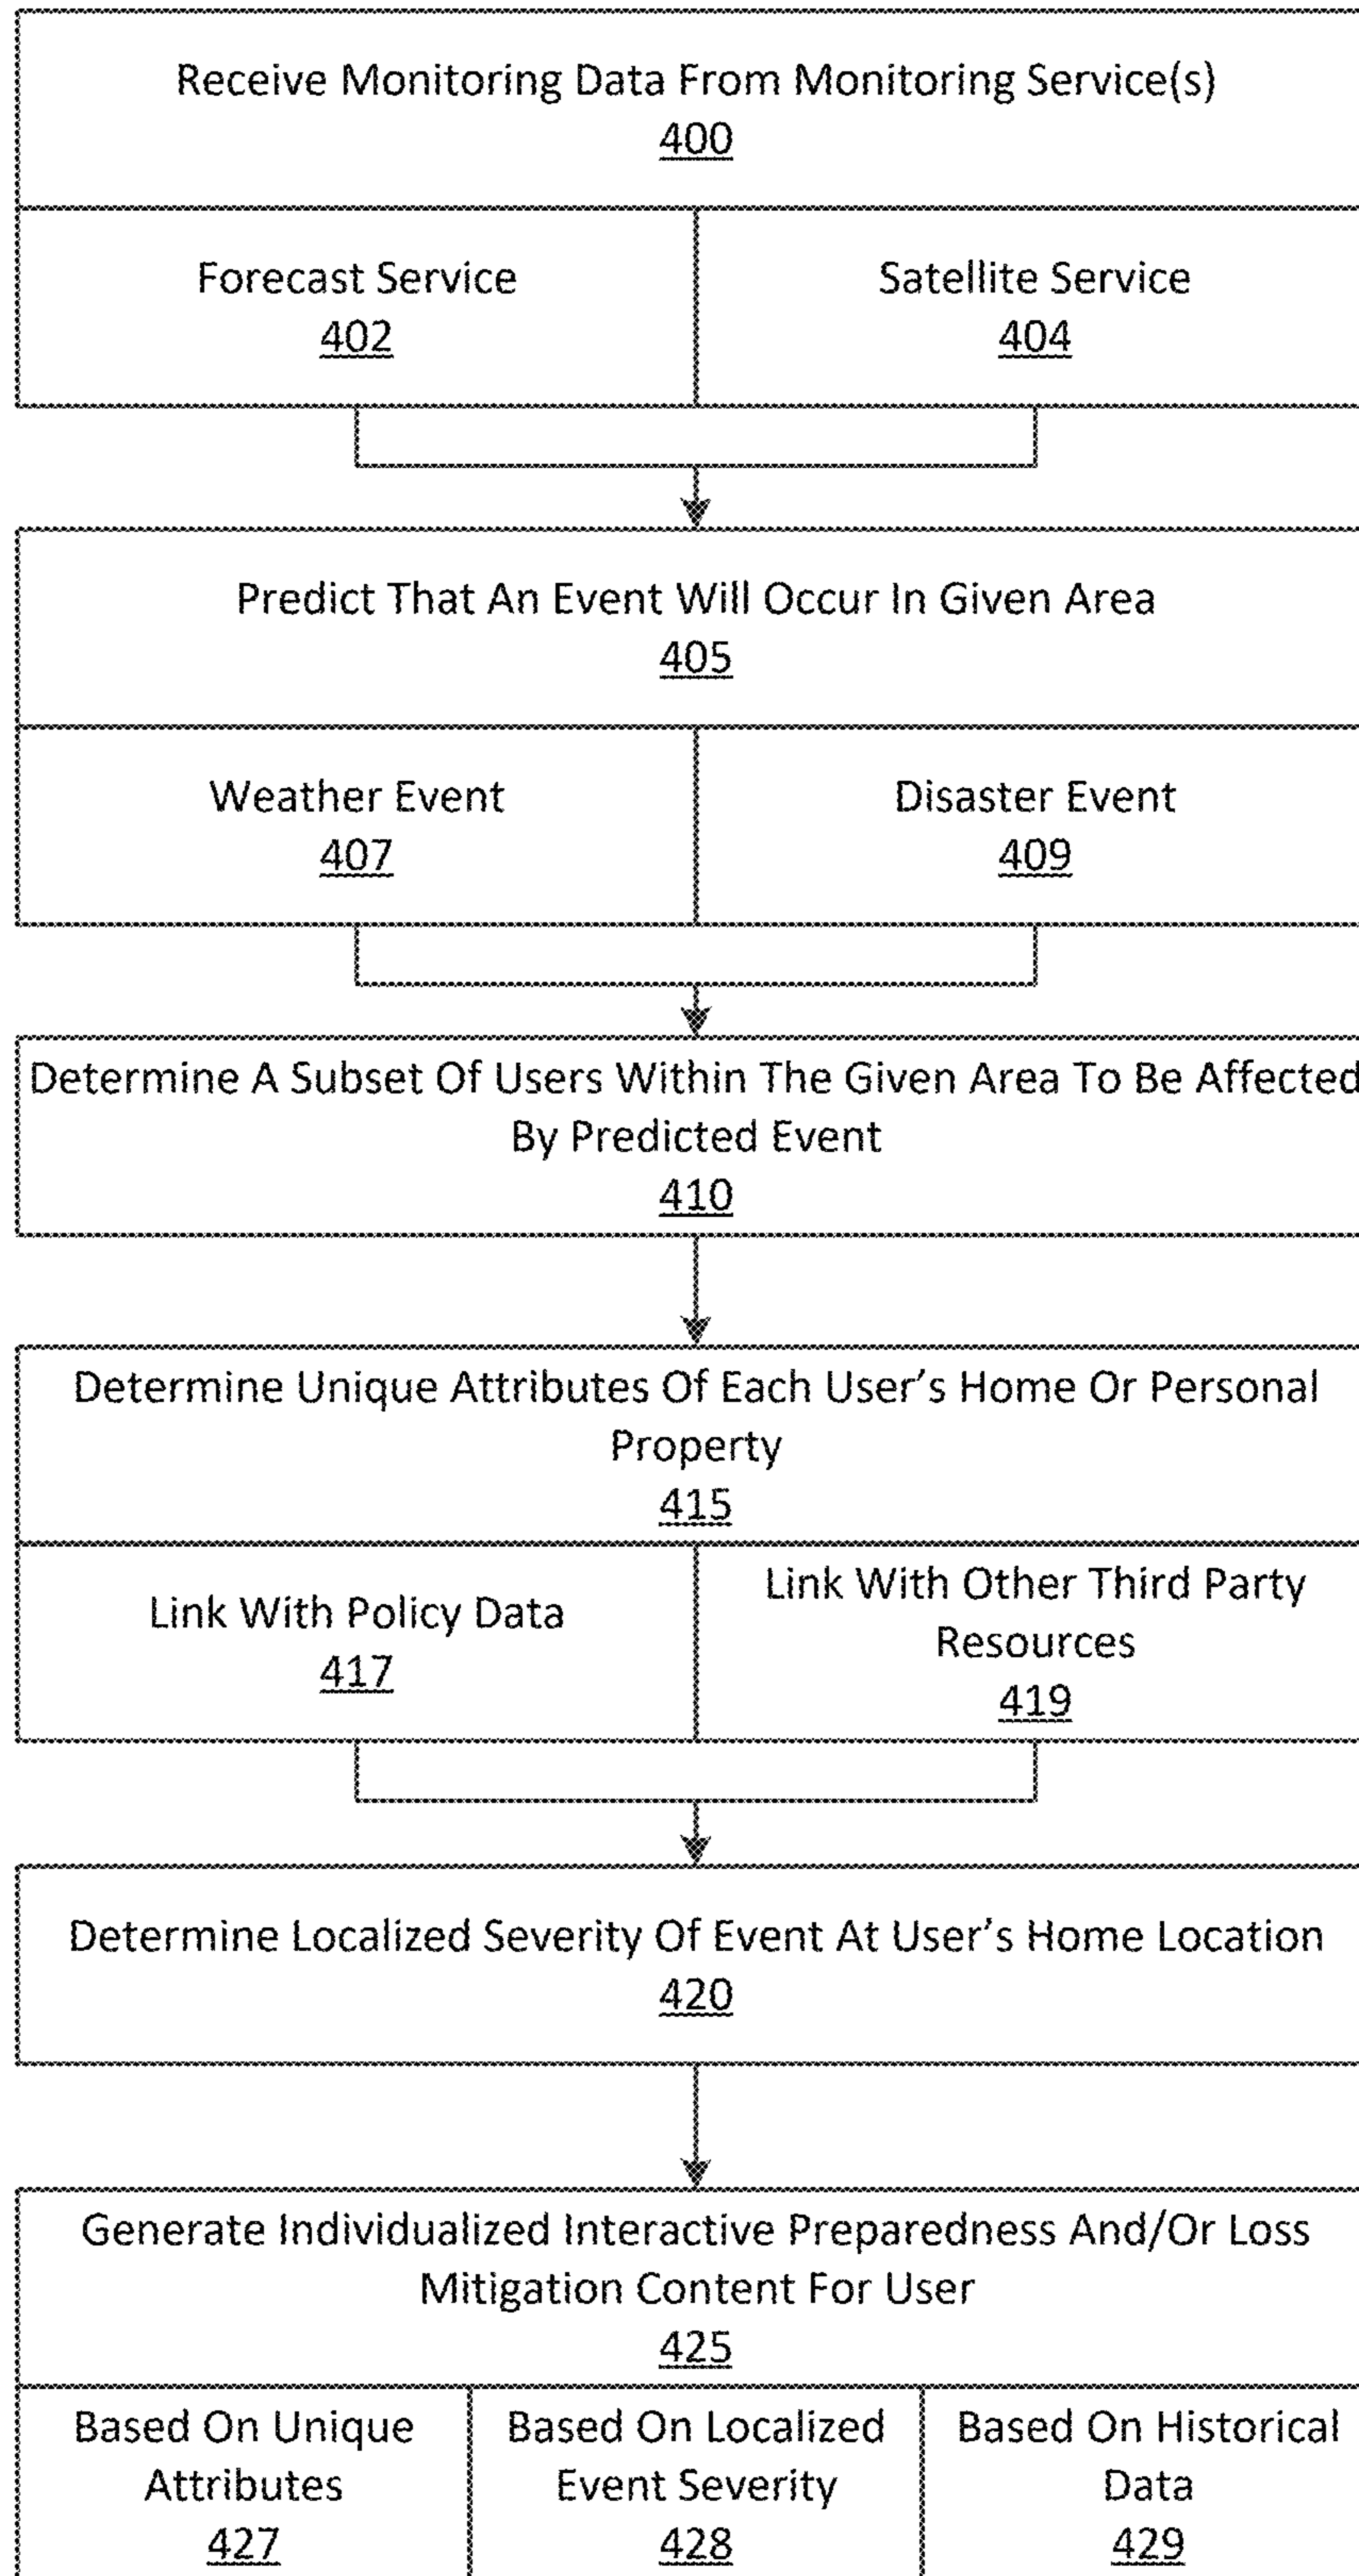 Receive Monitoring Data From Monitoring Service(s)
400
Forecast Service
402
Satellite Service
404
Predict That An Event Will Occur In Given Area
405
Weather Event
407
Disaster Event
409
Determine A Subset Of Users Within The Given Area To Be Affected
By Predicted Event
410
Determine Unique Attributes Of Each User's Home Or Personal
Property
415
Link With Policy Data
417
Link With Other Third Party
Resources
419
Determine Localized Severity Of Event At User's Home Location
420
Generate Individualized Interactive Preparedness And/Or Loss
Mitigation Content For User
425
Based On Unique
Attributes
427
Based On Localized
Event Severity
428
Based On Historical
Data
429